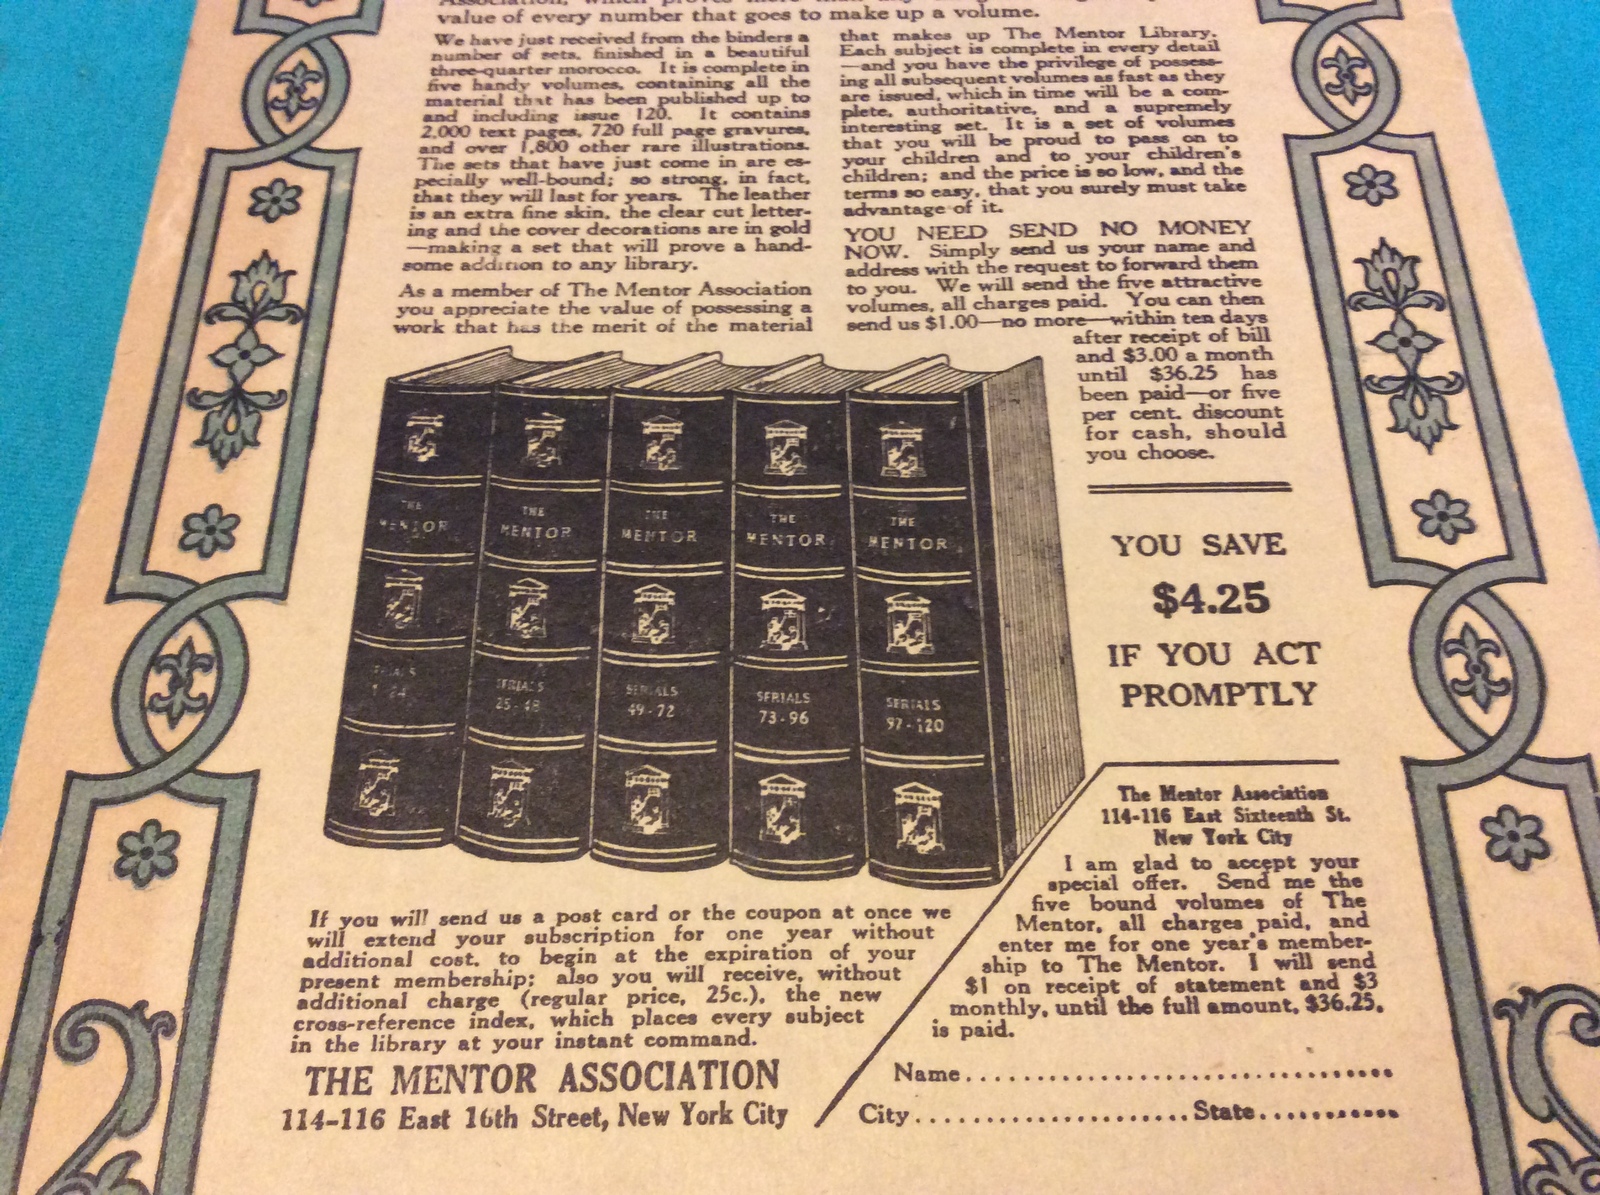 value of every number that goes to make up a volume.
We have just received from the binders a
number of sets, finished in a beautiful
three-quarter morocco. It is complete in
five handy volumes, containing all the
material that has been published up to
and including issue 120. It contains
2,000 text pages, 720 full page gravures,
and over 1,800 other rare illustrations.
The sets that have just come in are es-
pecially well-bound; so strong, in fact,
that they will last for years. The leather
is an extra fine skin, the clear cut letter-
ing and the cover decorations are in gold
—making a set that will prove a hand-
some addition to any library.
As a member of The Mentor Association
you appreciate the value of possessing a
work that has the merit of the material
that makes up The Mentor Library.
Each subject is complete in every detail
—and you have the privilege of possess-
ing all subsequent volumes as fast as they
are issued, which in time will be a com-
plete, authoritative, and a supremely
interesting set. It is a set of volumes
that you will be proud to pass on to
your children and to your children's
children; and the price is so low, and the
terms so easy, that you surely must take
advantage of it.
YOU NEED SEND NO MONEY
NOW. Simply send us your name and
address with the request to forward them
to you. We will send the five attractive
volumes, all charges paid. You can then
send us $1.00—no more—within ten days
after receipt of bill
and $3.00 a month
until $36.25 has
been paid—or five
per cent. discount
for cash, should
you choose.
THE
MENTOR
SERIALS
1-24
THE
MENTOR
SERIALS
25-48
THE
MENTOR
SERIALS
49-72
THE
MENTOR
SERIALS
73-96
THE
MENTOR
SERIALS
97-120
YOU SAVE
$4.25
IF YOU ACT
PROMPTLY
If you will send us a post card or the coupon at once we
will extend your subscription for one year without
additional cost, to begin at the expiration of your
present membership; also you will receive, without
additional charge (regular price, 25c.), the new
cross-reference index, which places every subject
in the library at your instant command.
THE MENTOR ASSOCIATION
114-116 East 16th Street, New York City
The Mentor Association
114-116 East Sixteenth St.
New York City
I am glad to accept your
special offer. Send me the
five bound volumes of The
Mentor, all charges paid, and
enter me for one year's member-
ship to The Mentor. I will send
$1 on receipt of statement and $3
monthly, until the full amount, $36.25,
is paid.
Name....................................
City.......................State............